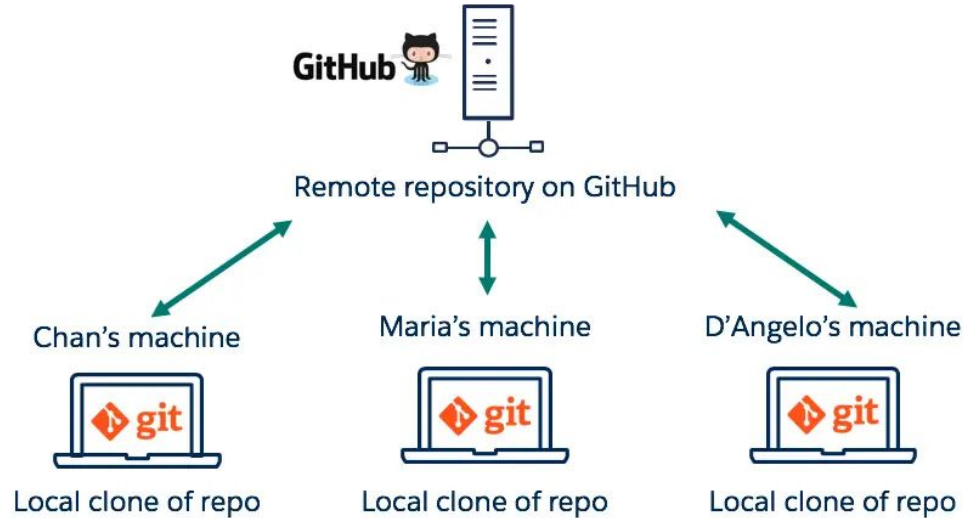 GitHub
Remote repository on GitHub
Chan's machine
Maria's machine
D'Angelo's machine
git
git
git
Local clone of repo
Local clone of repo
Local clone of repo